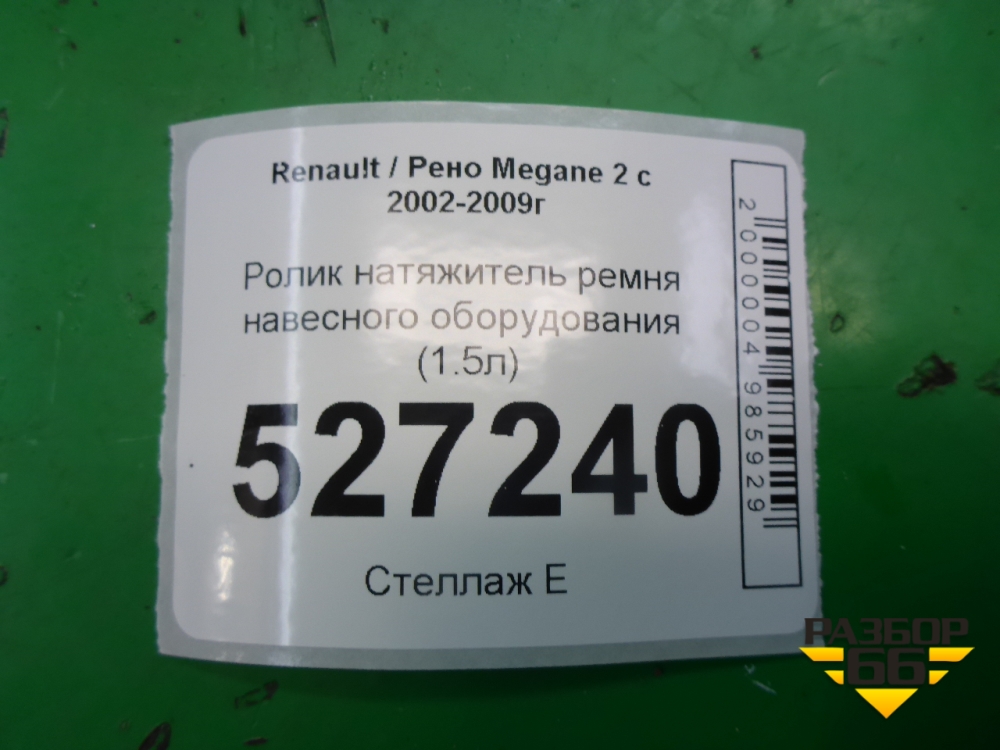 Renault / Рено Megane 2 с
2002-2009г
Ролик натяжитель ремня
навесного оборудования
(1.5л)
527240
Стеллаж Е
2000004985929
РАЗБОР
66